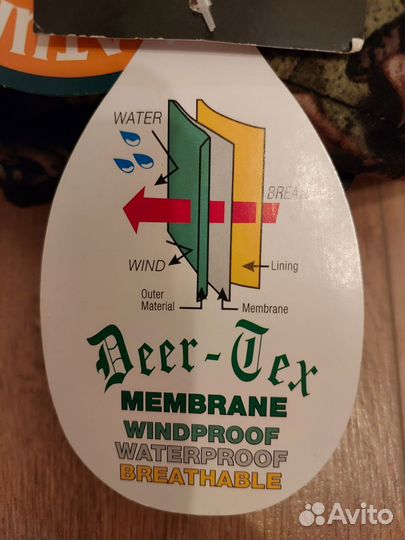 WATER
BREA
WIND
Lining
Outer
Material
Membrane
Deer-Tex
MEMBRANE
WINDPROOF
WATERPROOF
BREATHABLE
Avito